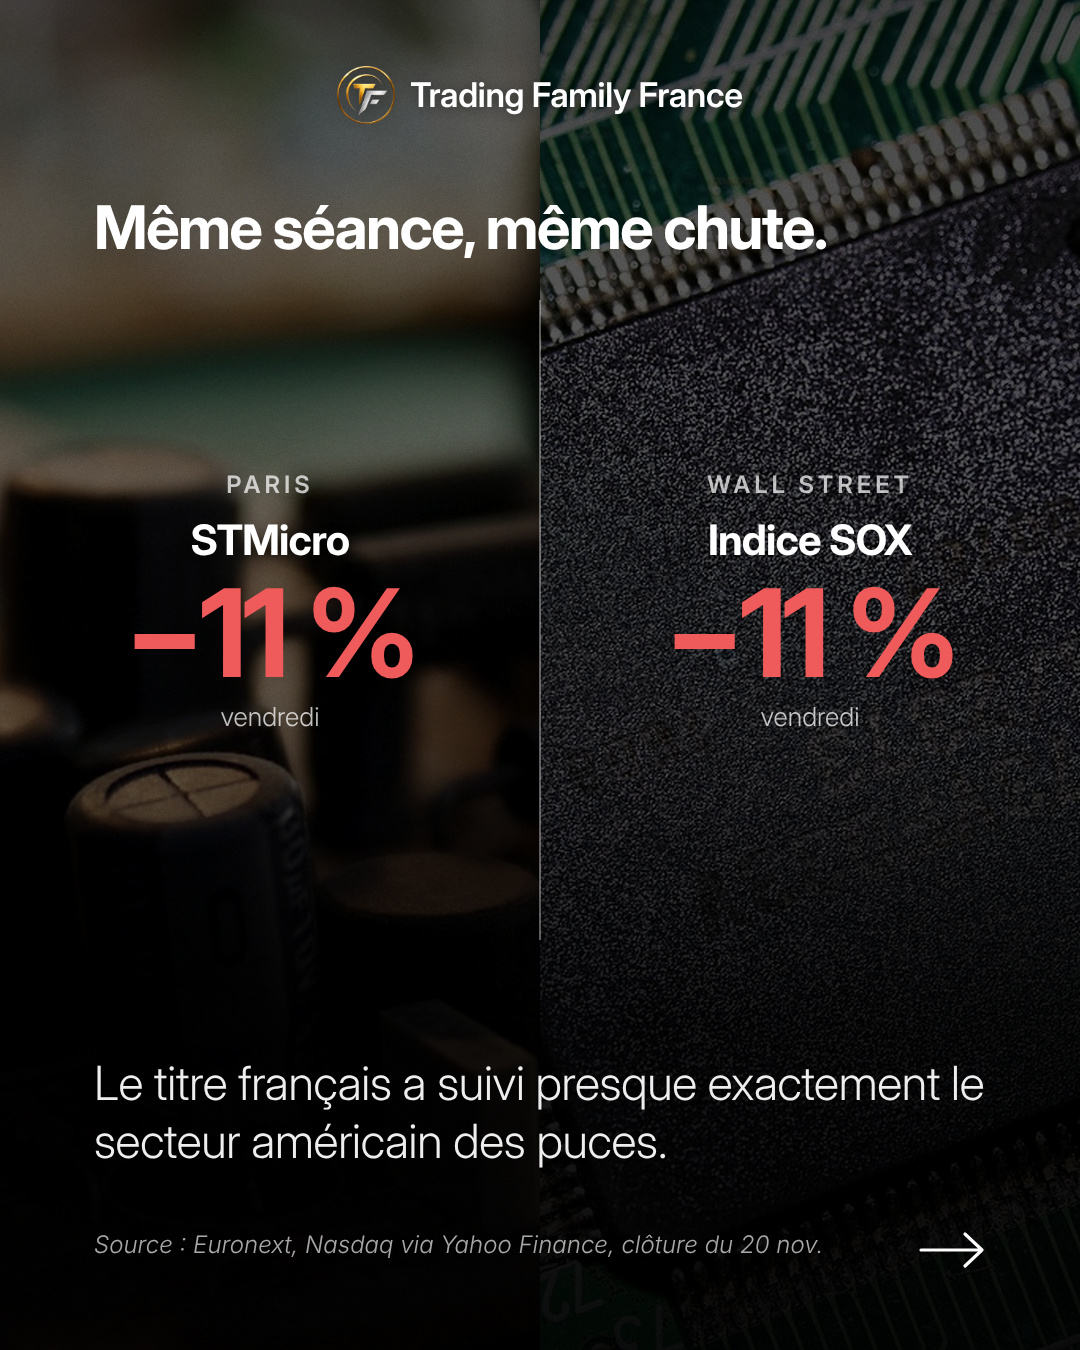 TF Trading Family France
Même séance, même chute.
PARIS
STMicro
–11 %
vendredi
WALL STREET
Indice SOX
–11 %
vendredi
Le titre français a suivi presque exactement le
secteur américain des puces.
Source : Euronext, Nasdaq via Yahoo Finance, clôture du 20 nov.